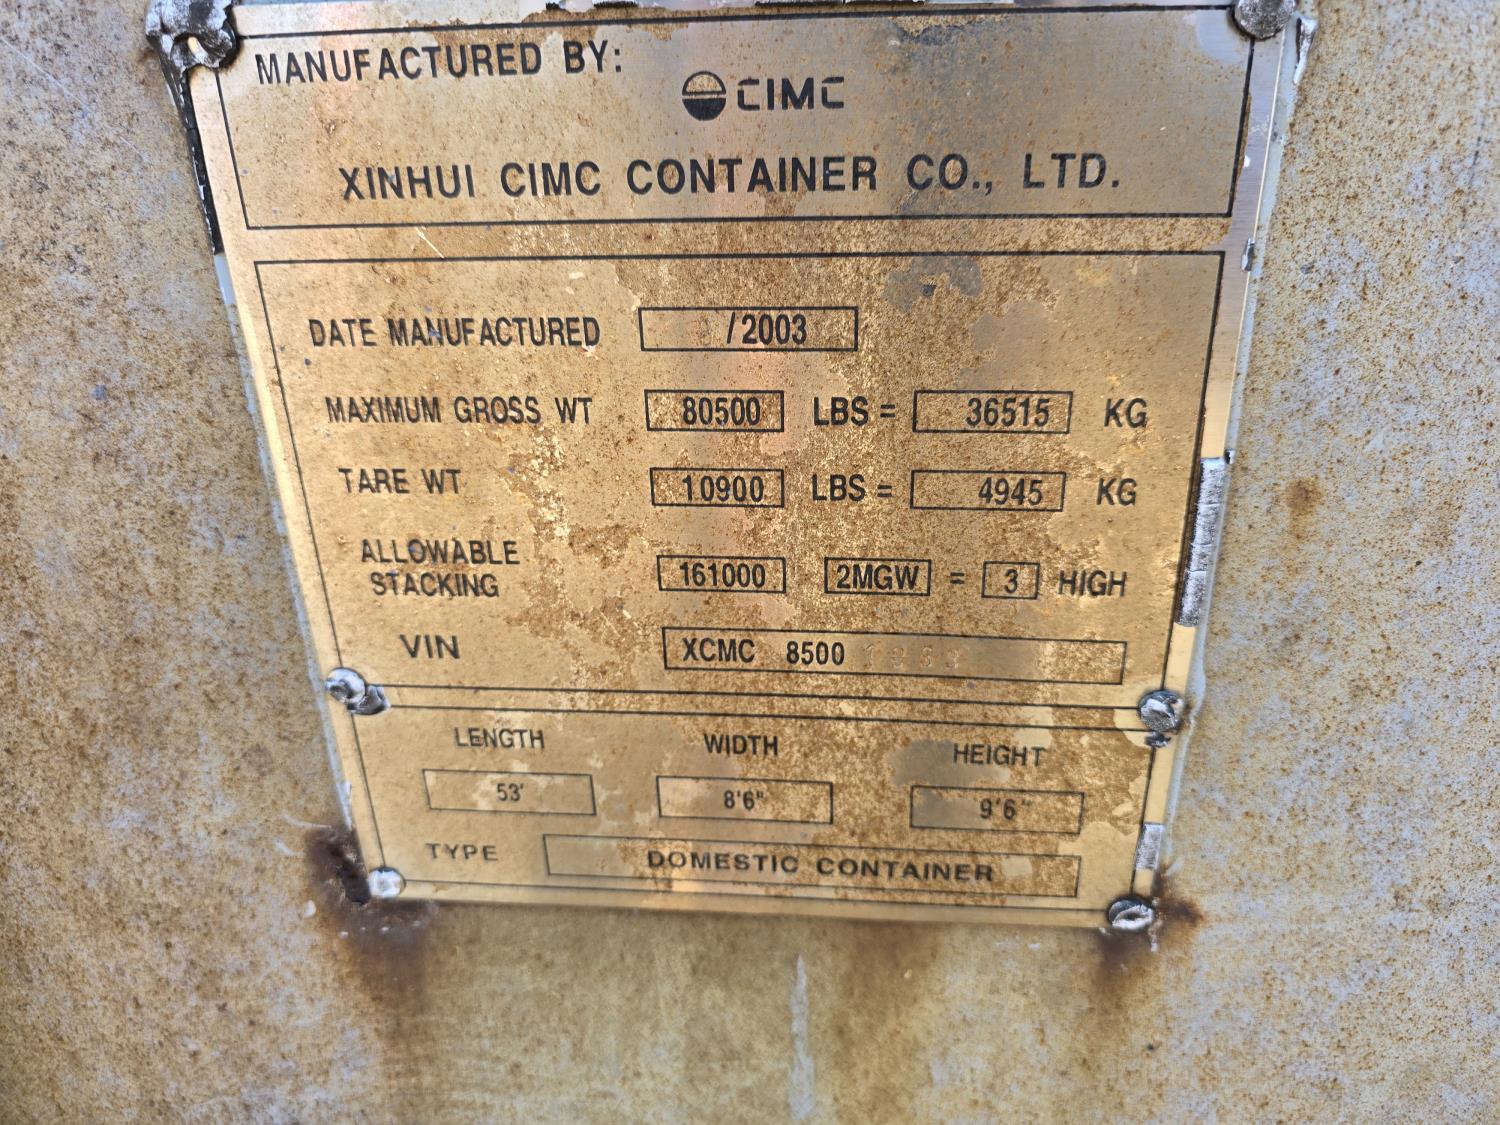 MANUFACTURED BY:
CIMC
XINHUI CIMC CONTAINER CO., LTD.
DATE MANUFACTURED /2003
MAXIMUM GROSS WT 80500 LBS = 36515 KG
TARE WT 10900 LBS = 4945 KG
ALLOWABLE STACKING 161000 2MGW = 3 HIGH
VIN XCMC 8500
LENGTH WIDTH HEIGHT
53' 8'6" 9'6"
TYPE DOMESTIC CONTAINER